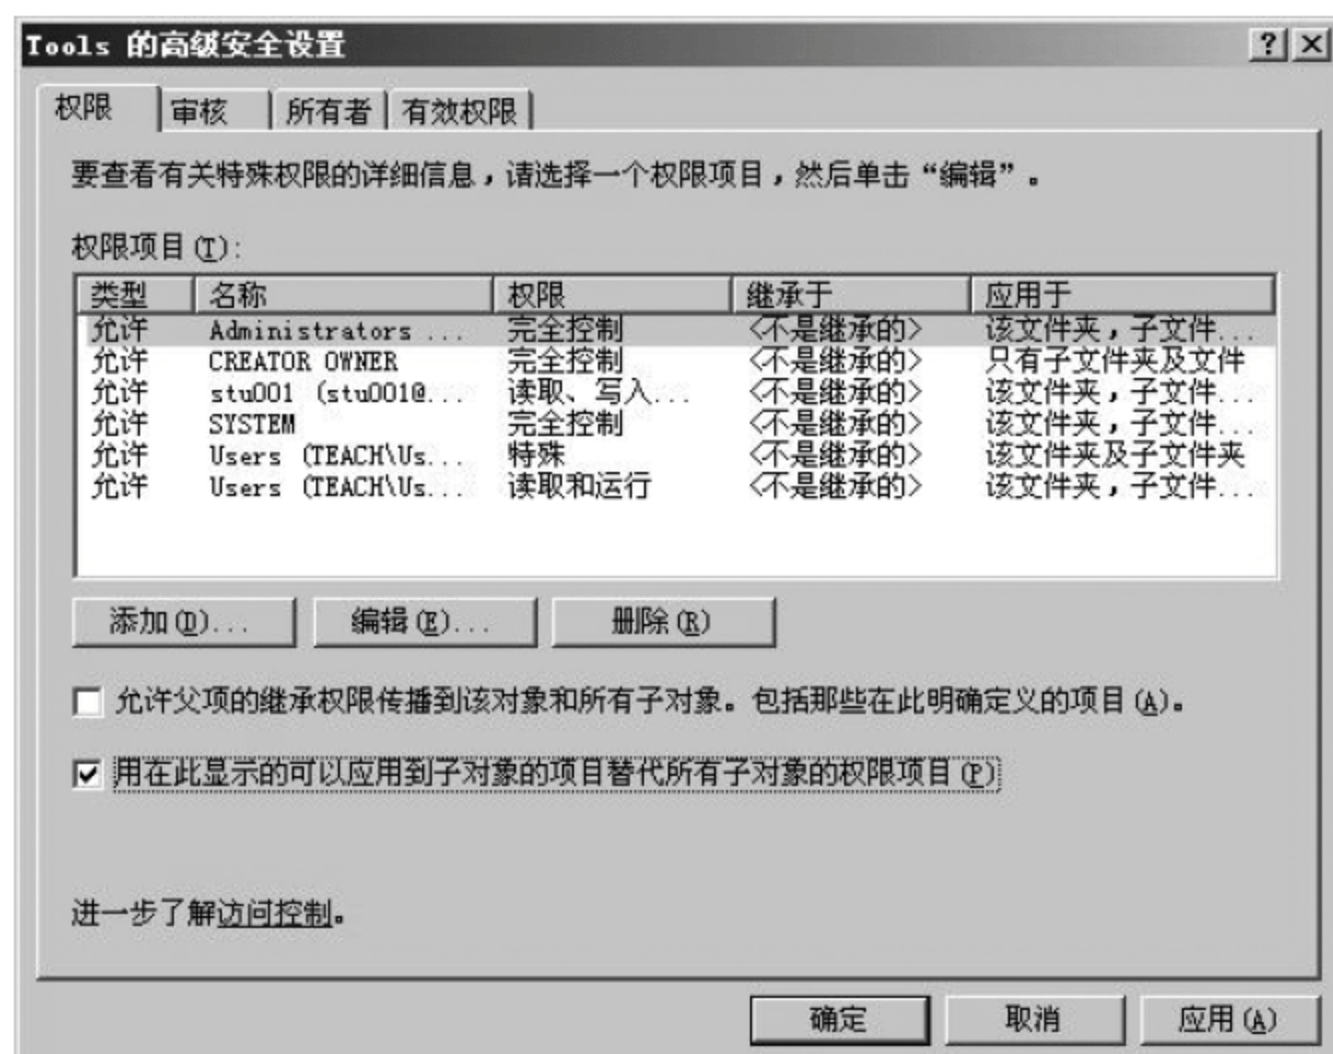 Tools 的高级安全设置
权限 审核 所有者 有效权限
要查看有关特殊权限的详细信息，请选择一个权限项目，然后单击“编辑”。
权限项目(T):
类型 名称 权限 继承于 应用于
允许 Administrators ... 完全控制 <不是继承的> 该文件夹，子文件...
允许 CREATOR OWNER 完全控制 <不是继承的> 只有子文件夹及文件
允许 stu001 (stu001@... 读取、写入... <不是继承的> 该文件夹，子文件...
允许 SYSTEM 完全控制 <不是继承的> 该文件夹，子文件...
允许 Users (TEACH\Us... 特殊 <不是继承的> 该文件夹及子文件夹
允许 Users (TEACH\Us... 读取和运行 <不是继承的> 该文件夹，子文件...
添加(D)... 编辑(E)... 删除(R)
允许父项的继承权限传播到该对象和所有子对象。包括那些在此明确定义的项目(A)。
用在此显示的可以应用到子对象的项目替代所有子对象的权限项目(P)
进一步了解访问控制。
确定 取消 应用(A)